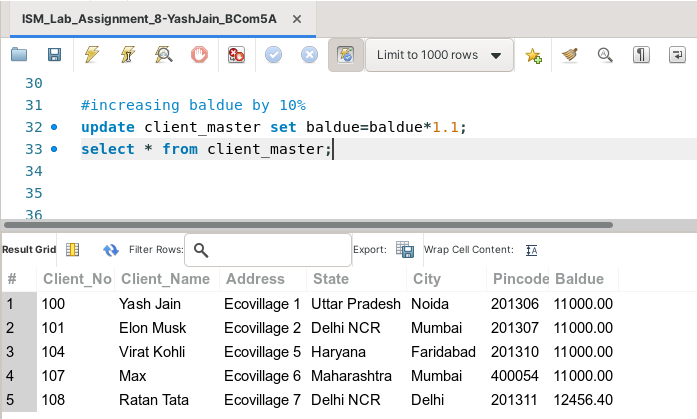 ISM_Lab_Assignment_8-YashJain_BCom5A ×
Limit to 1000 rows
30
31 #increasing baldue by 10%
32 update client_master set baldue=baldue*1.1;
33 select * from client_master;
34
35
36
Result Grid Filter Rows: Export: Wrap Cell Content: IA
# Client_No Client_Name Address State City Pincode Baldue
1 100 Yash Jain Ecovillage 1 Uttar Pradesh Noida 201306 11000.00
2 101 Elon Musk Ecovillage 2 Delhi NCR Mumbai 201307 11000.00
3 104 Virat Kohli Ecovillage 5 Haryana Faridabad 201310 11000.00
4 107 Max Ecovillage 6 Maharashtra Mumbai 400054 11000.00
5 108 Ratan Tata Ecovillage 7 Delhi NCR Delhi 201311 12456.40